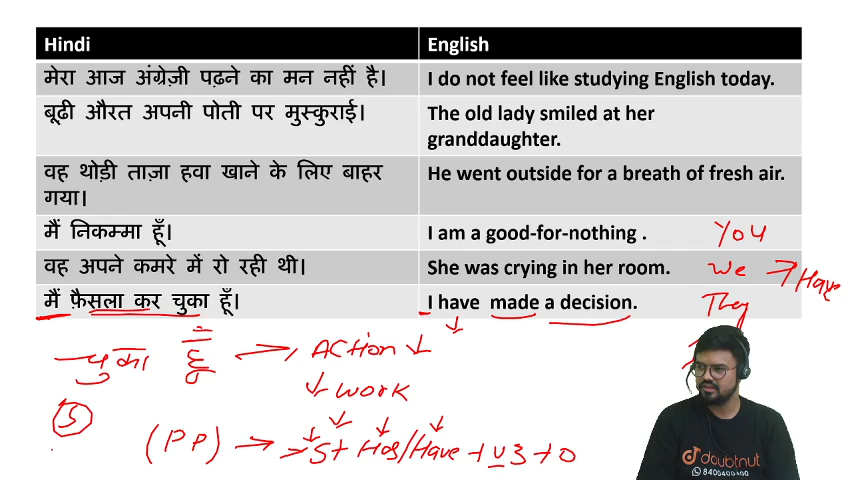 Hindi English
मेरा आज अंग्रेज़ी पढ़ने का मन नहीं है। I do not feel like studying English today.
बूढ़ी औरत अपनी पोती पर मुस्कुराई। The old lady smiled at her
granddaughter.
वह थोड़ी ताज़ा हवा खाने के लिए बाहर He went outside for a breath of fresh air.
गया।
मैं निकम्मा हूँ। I am a good-for-nothing . You
वह अपने कमरे में रो रही थी। She was crying in her room. We → Have
मैं फ़ैसला कर चुका हूँ। I have made a decision. They
चुका हूँ → Action ↓
↓ work
(PP) → S+ Has/Have + V3 + O
doubtnut
8400400400